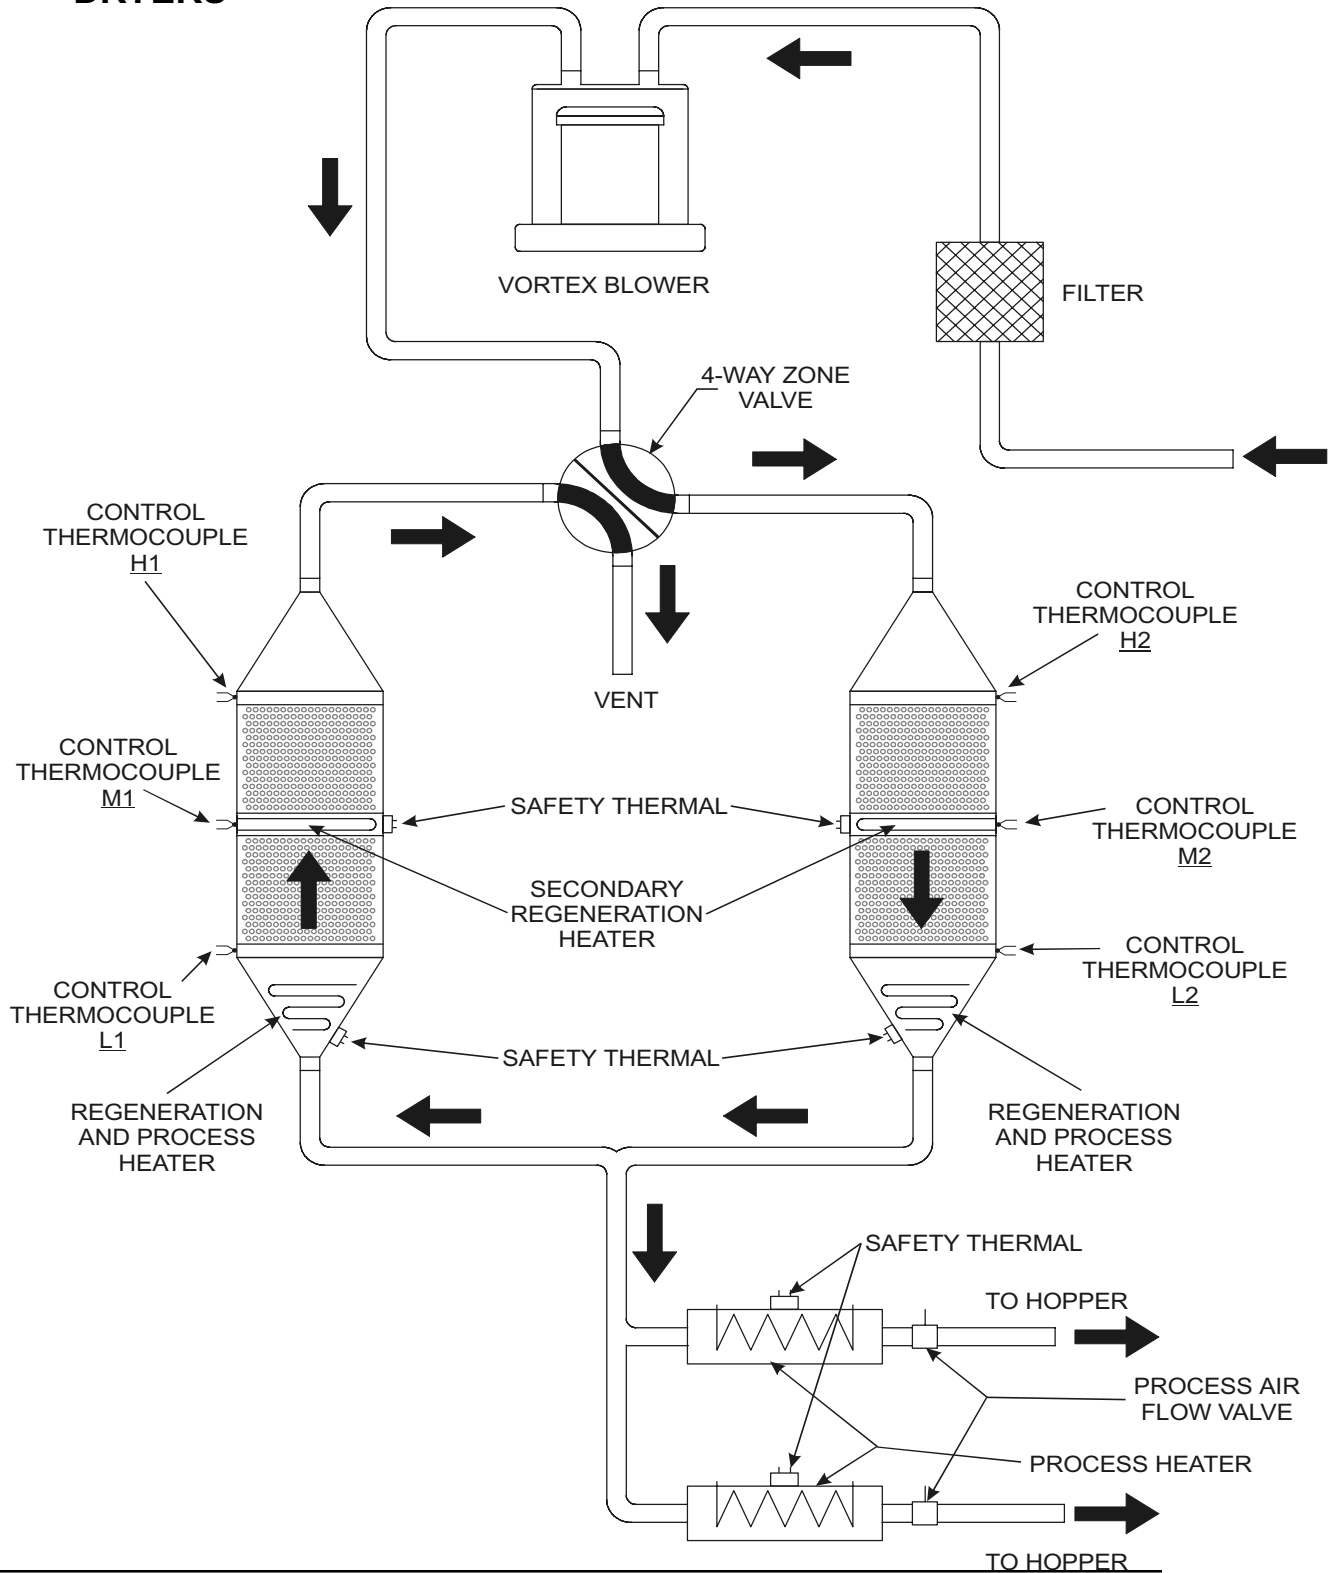 DRYERS
VORTEX BLOWER
FILTER
4-WAY ZONE
VALVE
CONTROL
THERMOCOUPLE
H1
CONTROL
THERMOCOUPLE
H2
VENT
CONTROL
THERMOCOUPLE
M1
SAFETY THERMAL
CONTROL
THERMOCOUPLE
M2
SECONDARY
REGENERATION
HEATER
CONTROL
THERMOCOUPLE
L1
CONTROL
THERMOCOUPLE
L2
SAFETY THERMAL
REGENERATION
AND PROCESS
HEATER
REGENERATION
AND PROCESS
HEATER
SAFETY THERMAL
TO HOPPER
PROCESS AIR
FLOW VALVE
PROCESS HEATER
TO HOPPER